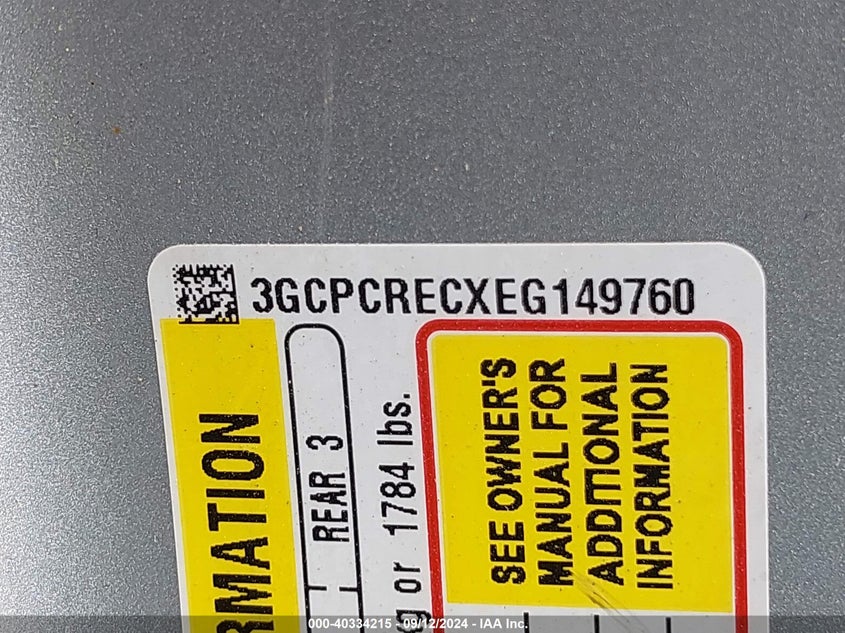 3GCPCRECXEG149760
RMATION
REAR 3
kg or 1784 lbs.
SEE OWNER'S
MANUAL FOR
ADDITIONAL
INFORMATION
000-40334215 - 09/12/2024 - IAA Inc.